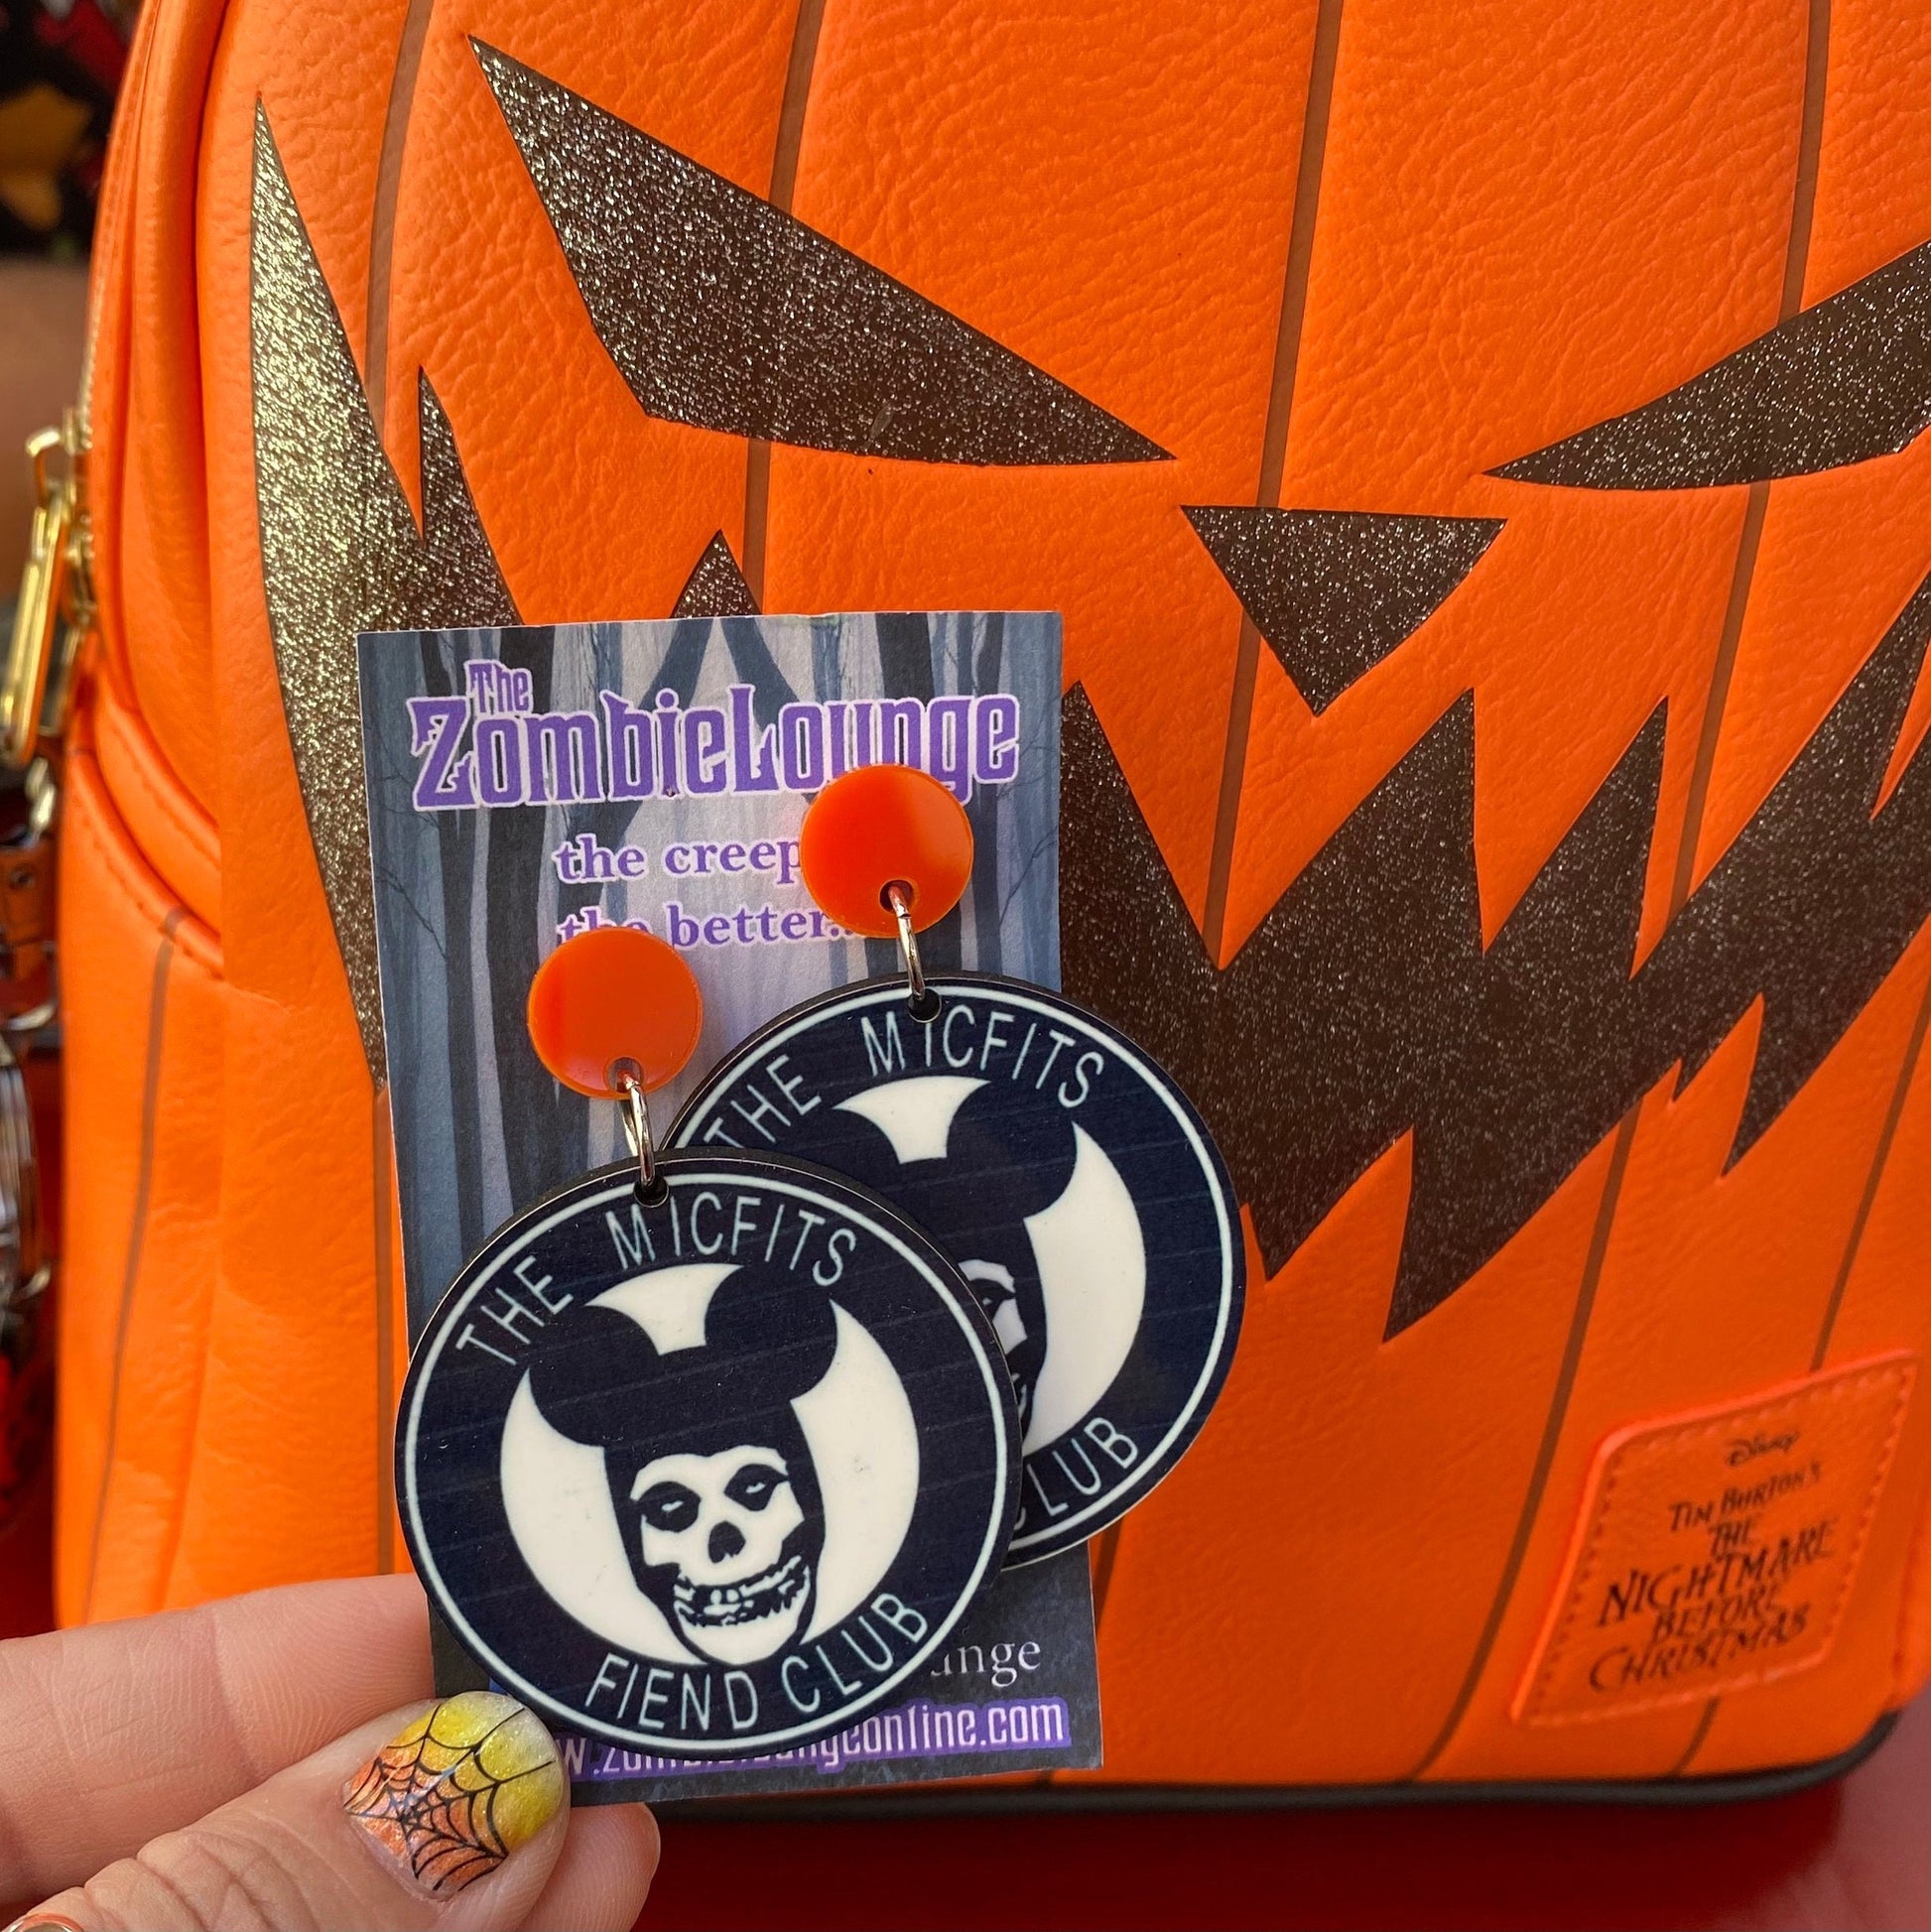 The
ZombieLounge
the creep
the better..
THE MICFITS
FIEND CLUB
THE MICFITS
CLUB
unge
Disney
TIM BURTON'S
THE
NIGHTMARE
BEFORE
CHRISTMAS